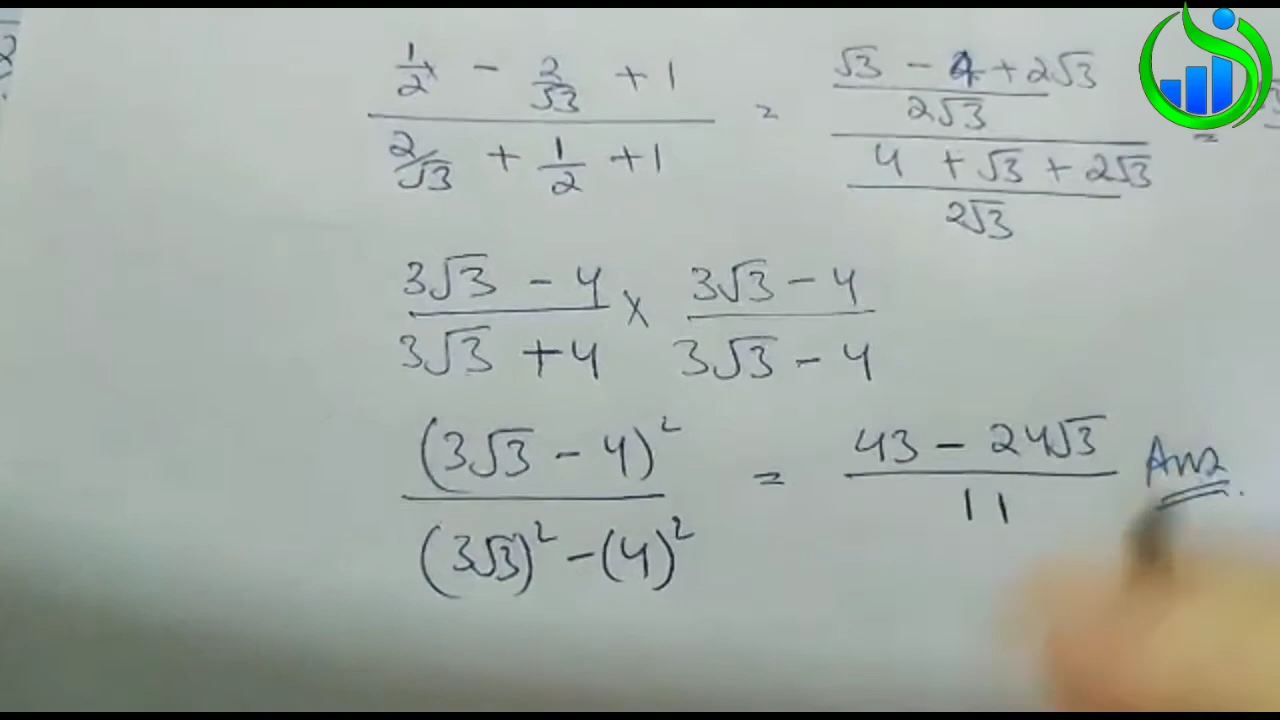 1/2 - 2/√3 + 1 / 2/√3 + 1/2 + 1 = √3 - 4 + 2√3 / 2√3 / 4 + √3 + 2√3 / 2√3 =
3√3 - 4 / 3√3 + 4 × 3√3 - 4 / 3√3 - 4
(3√3 - 4)² / (3√3)² - (4)² = 43 - 24√3 / 11 Ans.